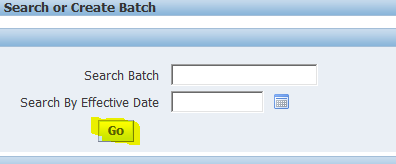 Search or Create Batch
Search Batch
Search By Effective Date
Go